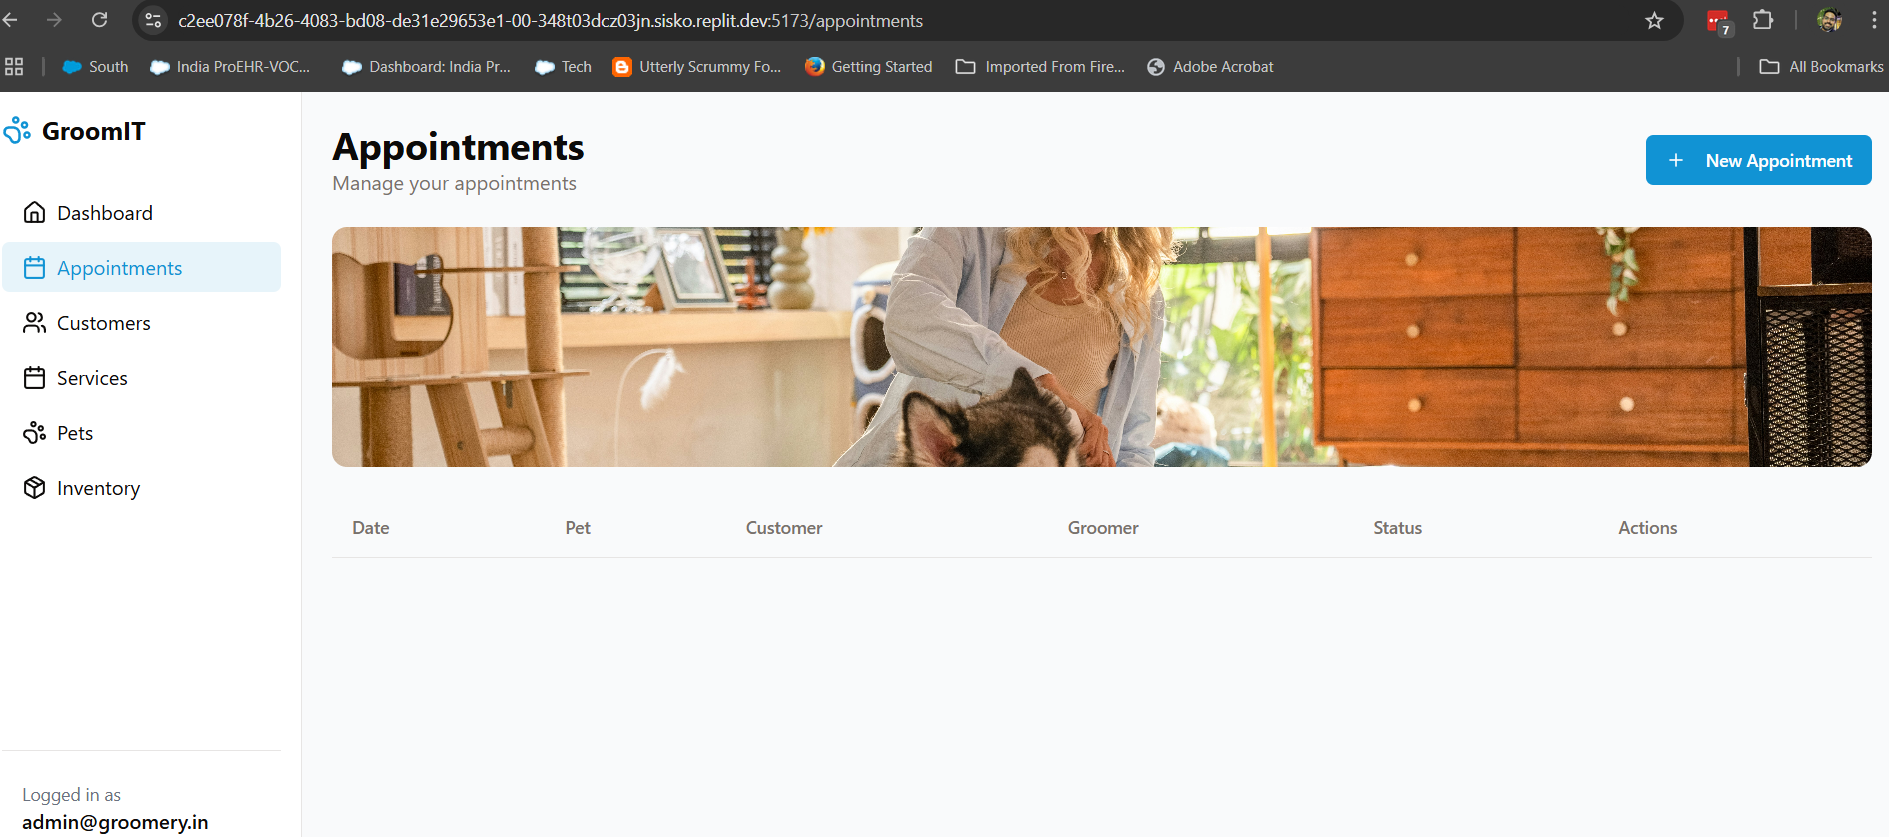 c2ee078f-4b26-4083-bd08-de31e29653e1-00-348t03dcz03jn.sisko.replit.dev:5173/appointments
7
South
India ProEHR-VOC...
Dashboard: India Pr...
Tech
Utterly Scrummy Fo...
Getting Started
Imported From Fire...
Adobe Acrobat
All Bookmarks
GroomIT
Dashboard
Appointments
Customers
Services
Pets
Inventory
Logged in as
admin@groomery.in
Appointments
Manage your appointments
New Appointment
Date Pet Customer Groomer Status Actions